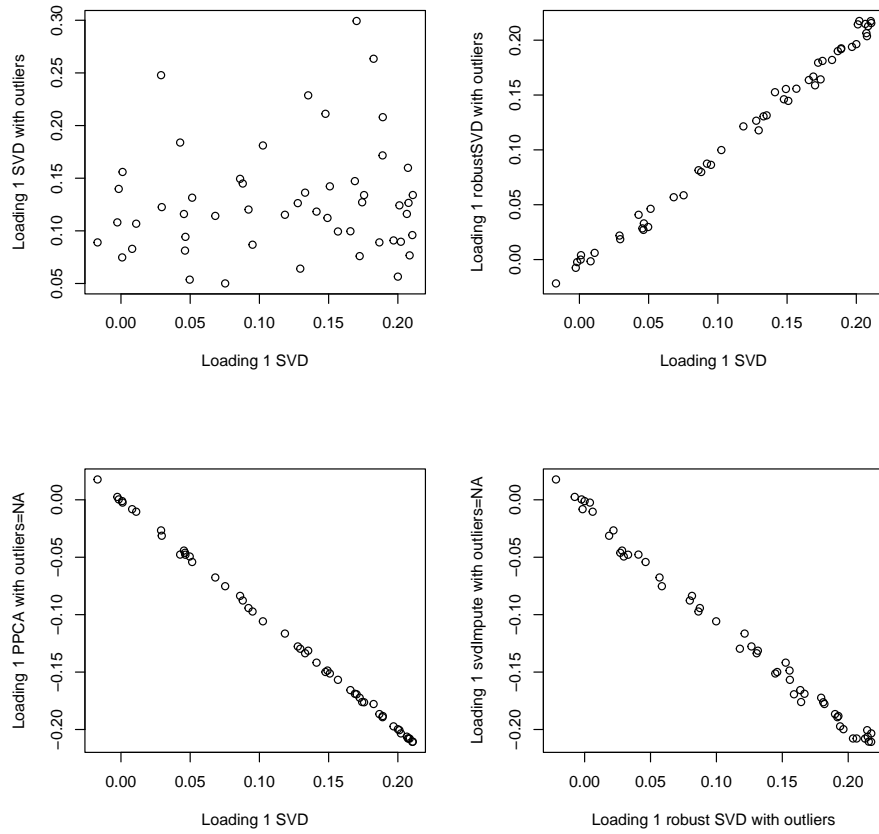 0.05 0.10 0.15 0.20 0.25 0.30
Loading 1 SVD with outliers
0.00 0.05 0.10 0.15 0.20
Loading 1 SVD
0.00 0.05 0.10 0.15 0.20
Loading 1 robustSVD with outliers
0.00 0.05 0.10 0.15 0.20
Loading 1 SVD
−0.20 −0.15 −0.10 −0.05 0.00
Loading 1 PPCA with outliers=NA
0.00 0.05 0.10 0.15 0.20
Loading 1 SVD
−0.20 −0.15 −0.10 −0.05 0.00
Loading 1 svdImpute with outliers=NA
0.00 0.05 0.10 0.15 0.20
Loading 1 robust SVD with outliers